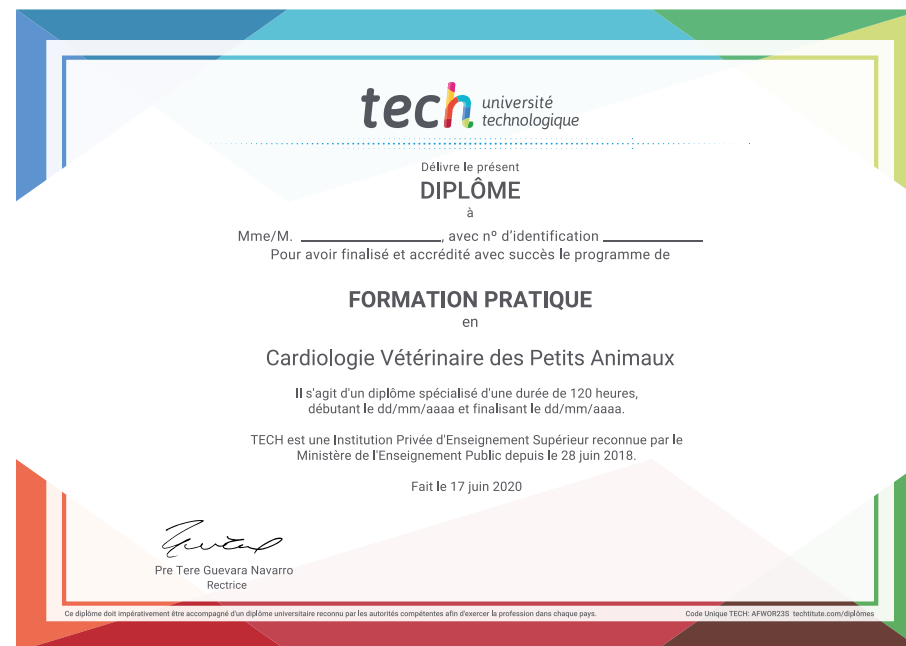 tech université
technologique
Délivre le présent
DIPLÔME
à
Mme/M. ____________________, avec nº d'identification ______________
Pour avoir finalisé et accrédité avec succès le programme de
FORMATION PRATIQUE
en
Cardiologie Vétérinaire des Petits Animaux
Il s'agit d'un diplôme spécialisé d'une durée de 120 heures,
débutant le dd/mm/aaaa et finalisant le dd/mm/aaaa.
TECH est une Institution Privée d'Enseignement Supérieur reconnue par le
Ministère de l'Enseignement Public depuis le 28 juin 2018.
Fait le 17 juin 2020
Pre Tere Guevara Navarro
Rectrice
Ce diplôme doit impérativement être accompagné d'un diplôme universitaire reconnu par les autorités compétentes afin d'exercer la profession dans chaque pays.
Code Unique TECH: AFWOR23S techtitute.com/diplômes